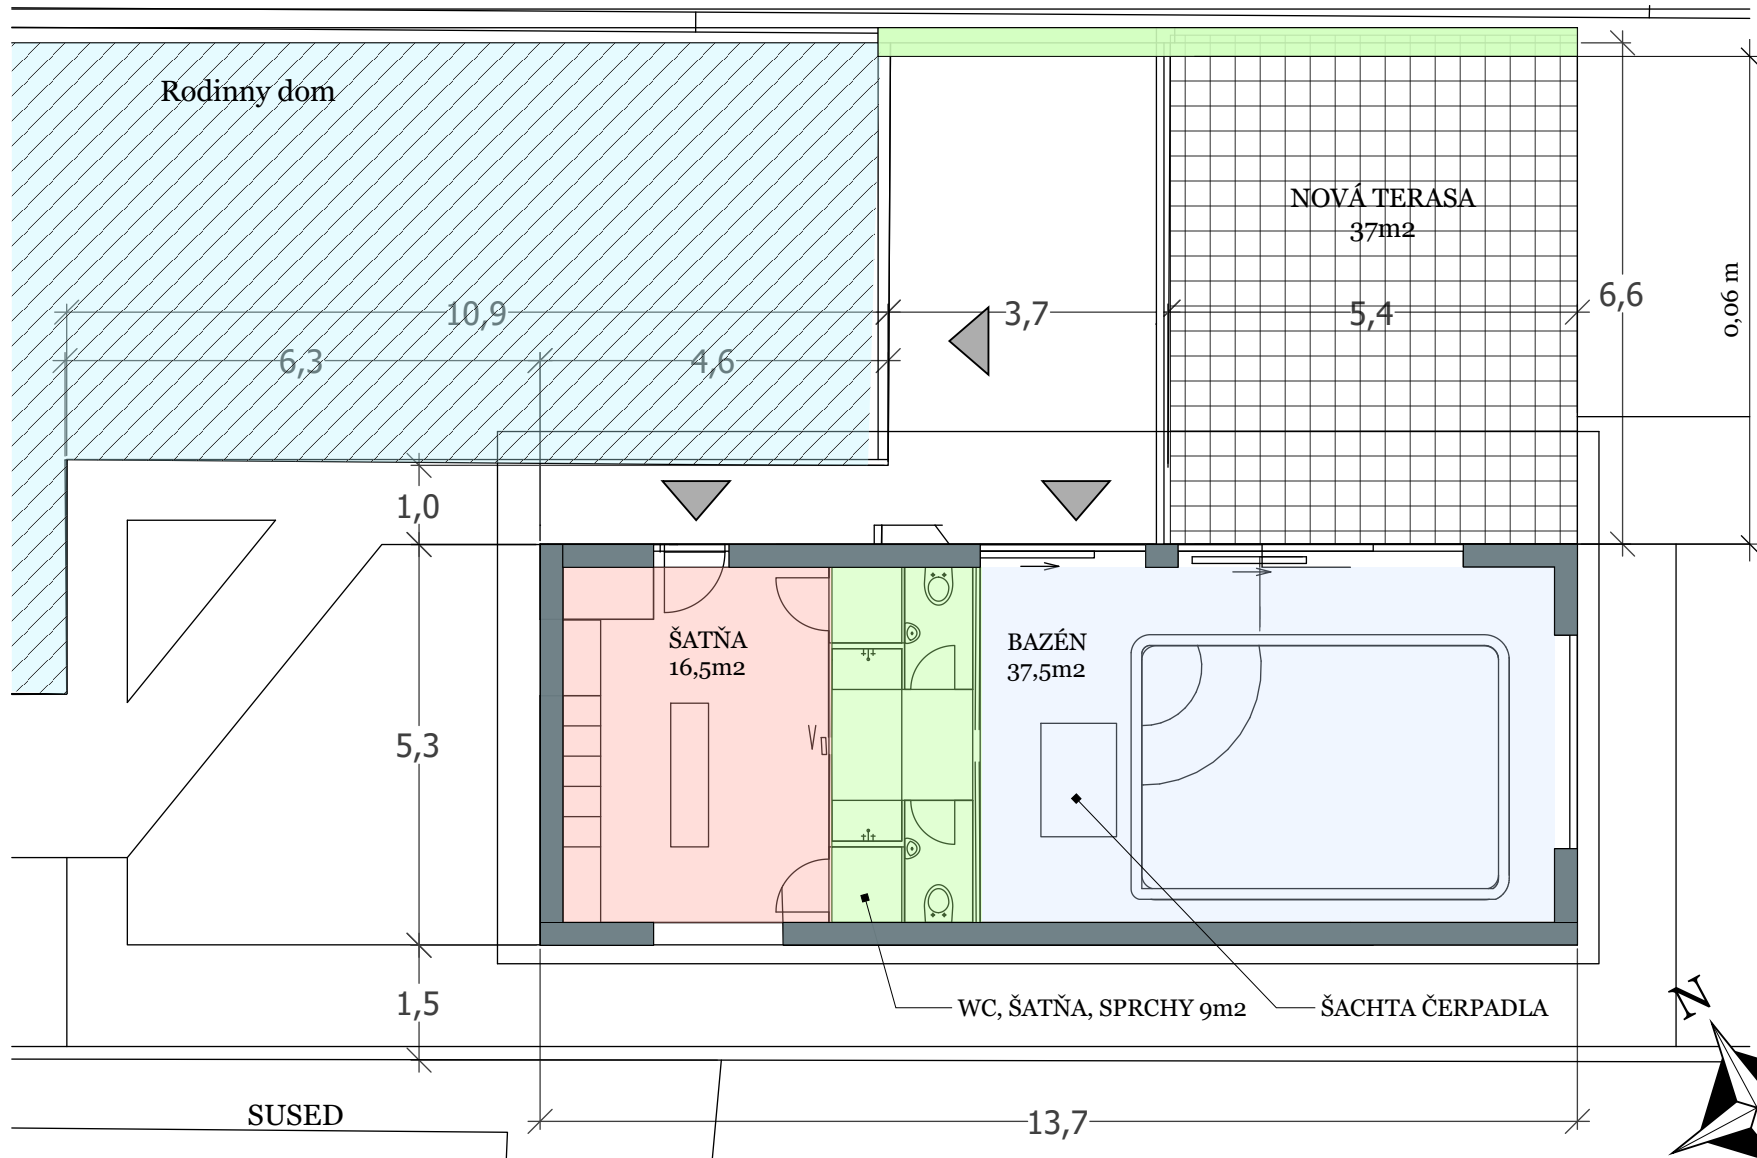 Rodinny dom
NOVÁ TERASA
37m2
10,9
3,7
5,4
6,6
0,06 m
6,3
4,6
1,0
ŠATŇA
16,5m2
BAZÉN
37,5m2
5,3
1,5
WC, ŠATŇA, SPRCHY 9m2
ŠACHTA ČERPADLA
N
SUSED
13,7